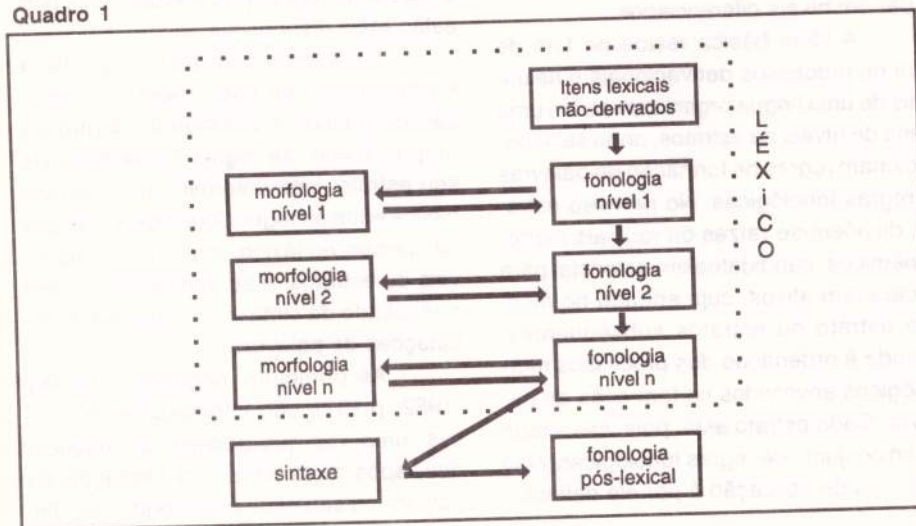 Quadro 1
Itens lexicais
não-derivados
LÉXiCO
morfologia
nível 1
fonologia
nível 1
morfologia
nível 2
fonologia
nível 2
morfologia
nível n
fonologia
nível n
sintaxe
fonologia
pós-lexical